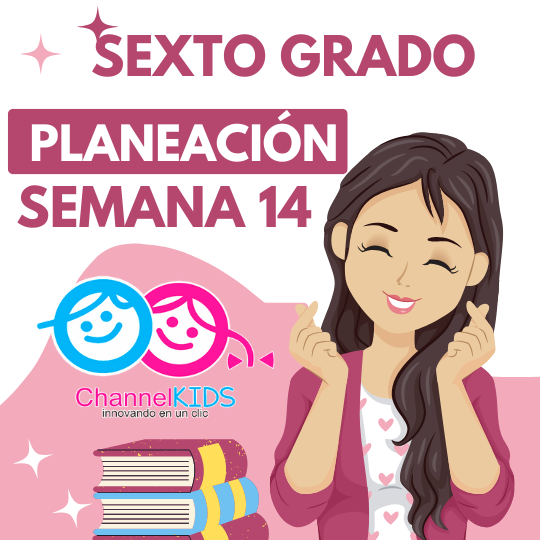 SEXTO GRADO
PLANEACIÓN
SEMANA 14
ChannelKIDS
innovando en un clic